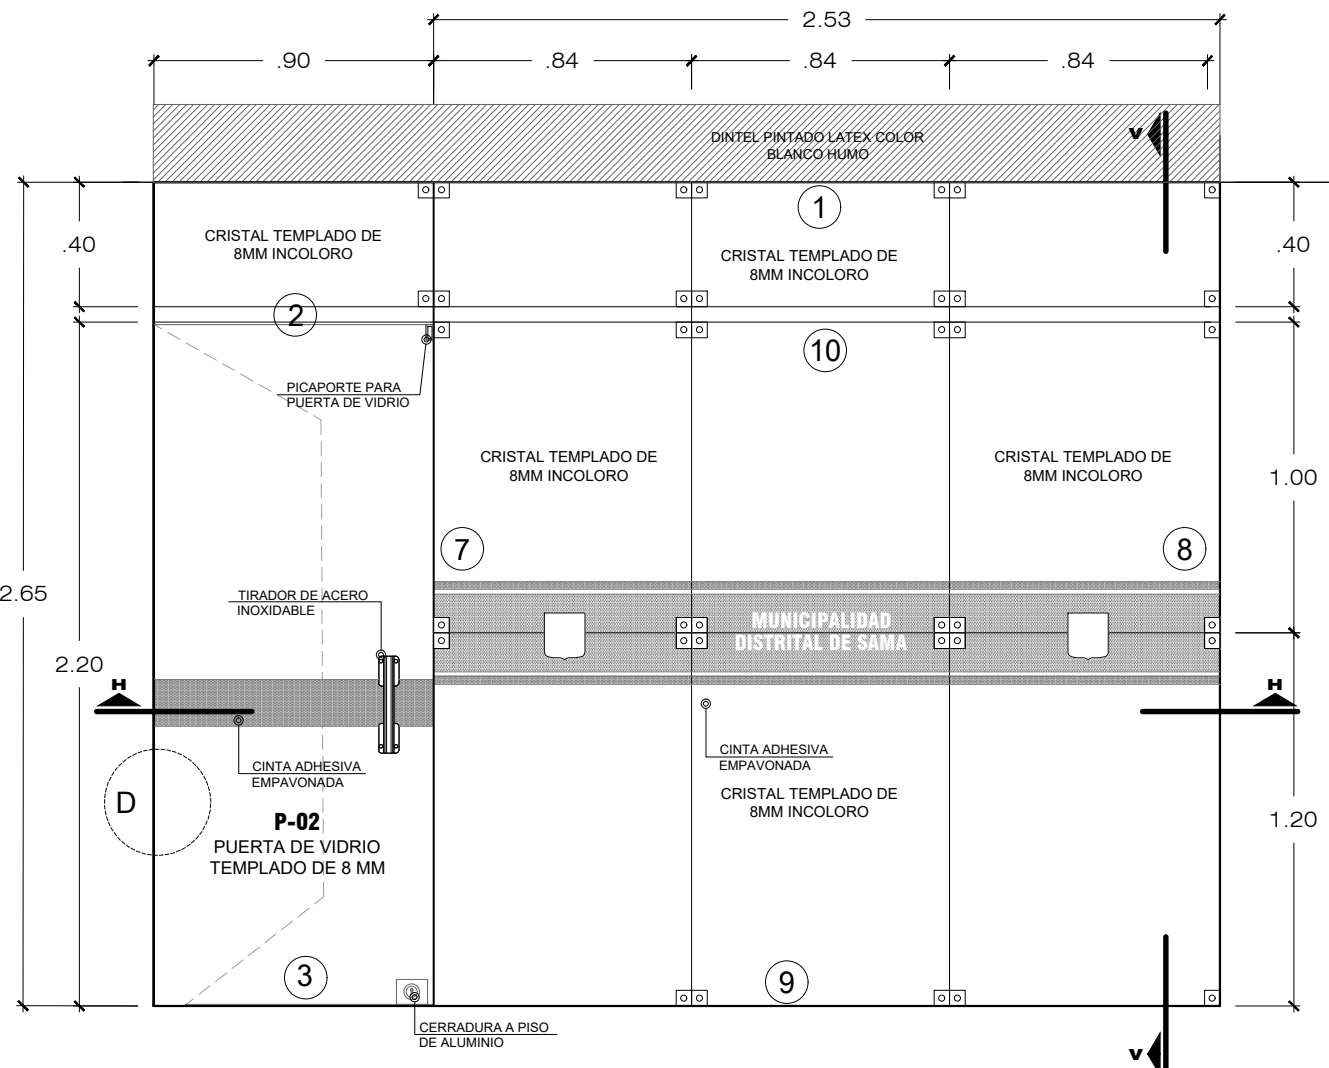 2.53
.90
.84
.84
.84
DINTEL PINTADO LATEX COLOR
BLANCO HUMO
V
1
.40
CRISTAL TEMPLADO DE
8MM INCOLORO
CRISTAL TEMPLADO DE
8MM INCOLORO
.40
2
10
PICAPORTE PARA
PUERTA DE VIDRIO
CRISTAL TEMPLADO DE
8MM INCOLORO
CRISTAL TEMPLADO DE
8MM INCOLORO
1.00
7
8
2.65
TIRADOR DE ACERO
INOXIDABLE
MUNICIPALIDAD
DISTRITAL DE SAMA
2.20
H
H
CINTA ADHESIVA
EMPAVONADA
CINTA ADHESIVA
EMPAVONADA
D
CRISTAL TEMPLADO DE
8MM INCOLORO
P-02
PUERTA DE VIDRIO
TEMPLADO DE 8 MM
1.20
3
9
CERRADURA A PISO
DE ALUMINIO
V